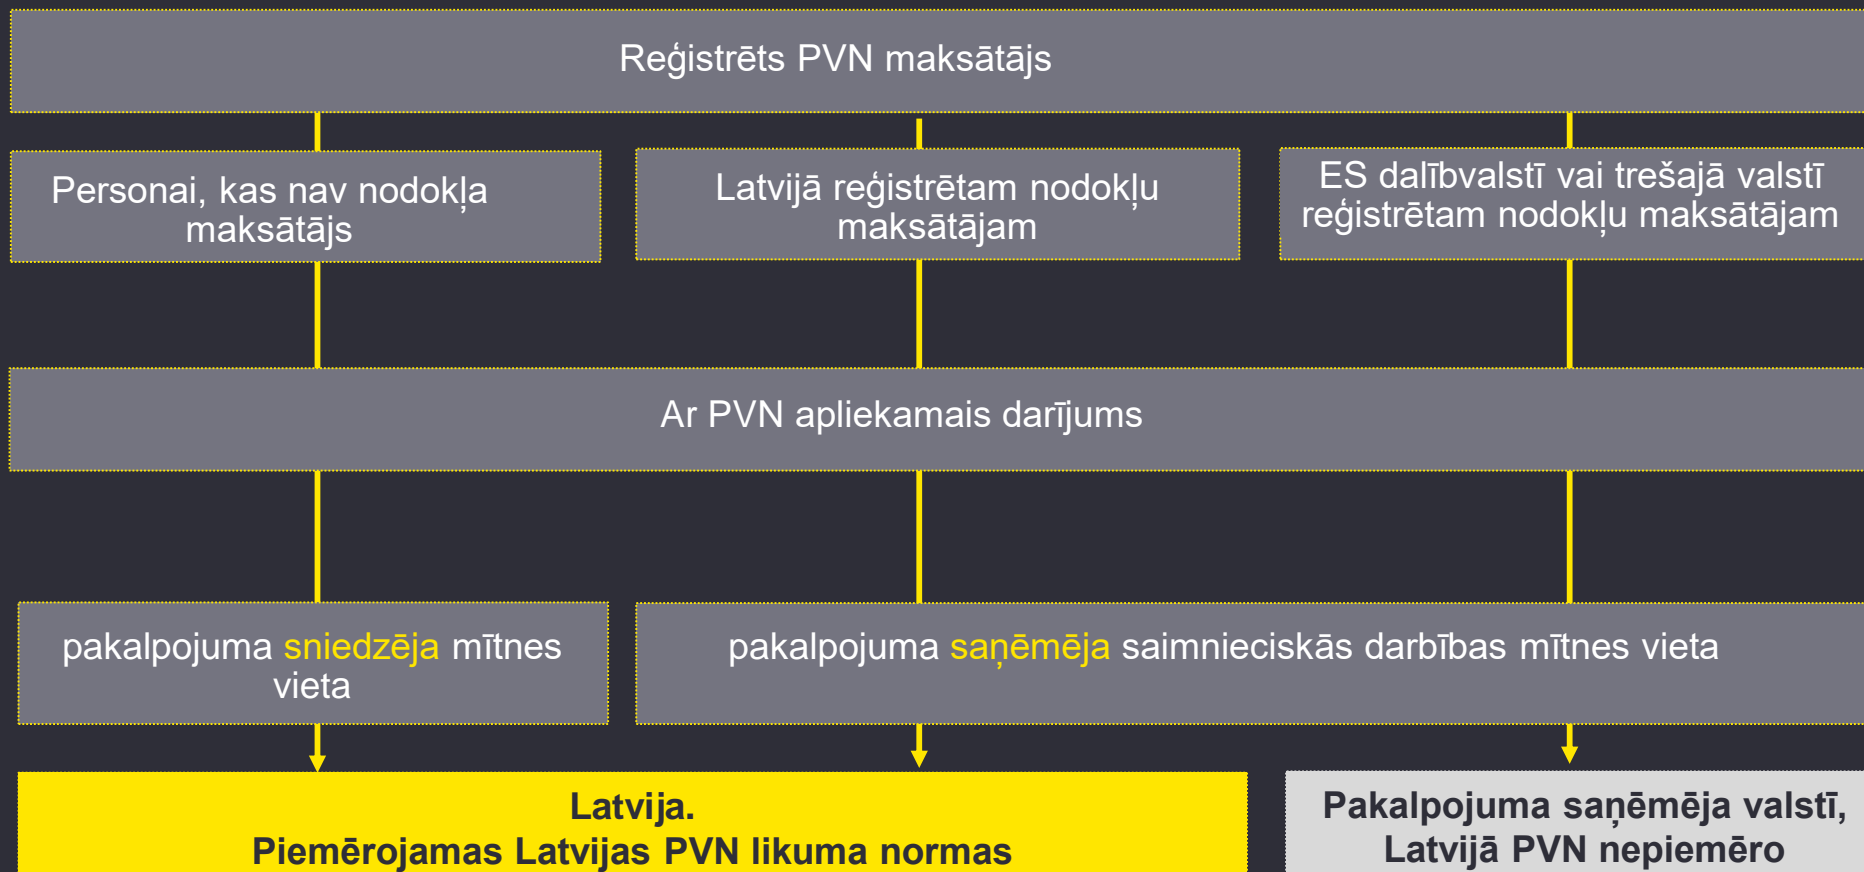 Reģistrēts PVN maksātājs
Personai, kas nav nodokļa
maksātājs
Latvijā reģistrētam nodokļu
maksātājam
ES dalībvalstī vai trešajā valstī
reģistrētam nodokļu maksātājam
Ar PVN apliekamais darījums
pakalpojuma sniedzēja mītnes
vieta
pakalpojuma saņēmēja saimnieciskās darbības mītnes vieta
Latvija.
Piemērojamas Latvijas PVN likuma normas
Pakalpojuma saņēmēja valstī,
Latvijā PVN nepiemēro